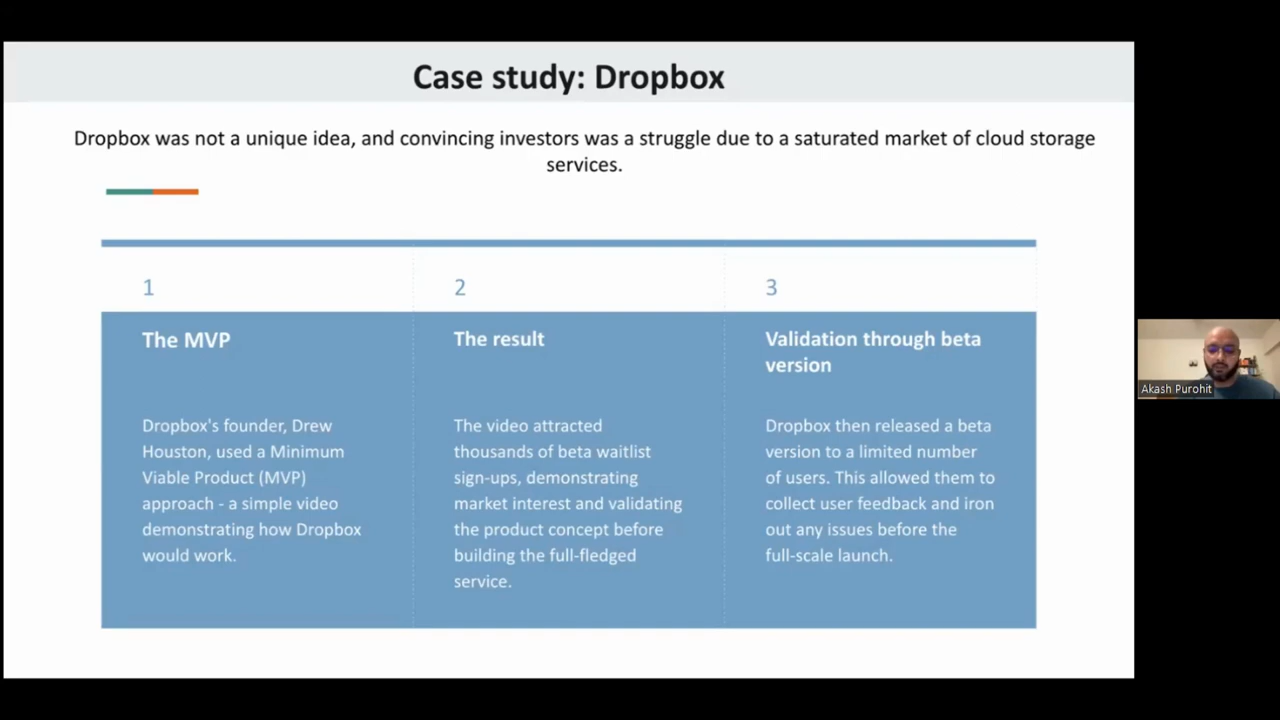 Case study: Dropbox
Dropbox was not a unique idea, and convincing investors was a struggle due to a saturated market of cloud storage
services.
1
The MVP
Dropbox's founder, Drew
Houston, used a Minimum
Viable Product (MVP)
approach - a simple video
demonstrating how Dropbox
would work.
2
The result
The video attracted
thousands of beta waitlist
sign-ups, demonstrating
market interest and validating
the product concept before
building the full-fledged
service.
3
Validation through beta
version
Dropbox then released a beta
version to a limited number
of users. This allowed them to
collect user feedback and iron
out any issues before the
full-scale launch.
Akash Purohit